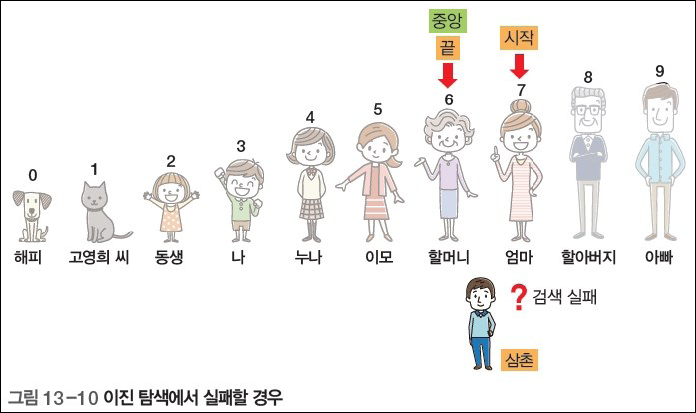 중앙
끝 시작
0 1 2 3 4 5 6 7 8 9
해피 고영희 씨 동생 나 누나 이모 할머니 엄마 할아버지 아빠
? 검색 실패
삼촌
그림 13-10 이진 탐색에서 실패할 경우